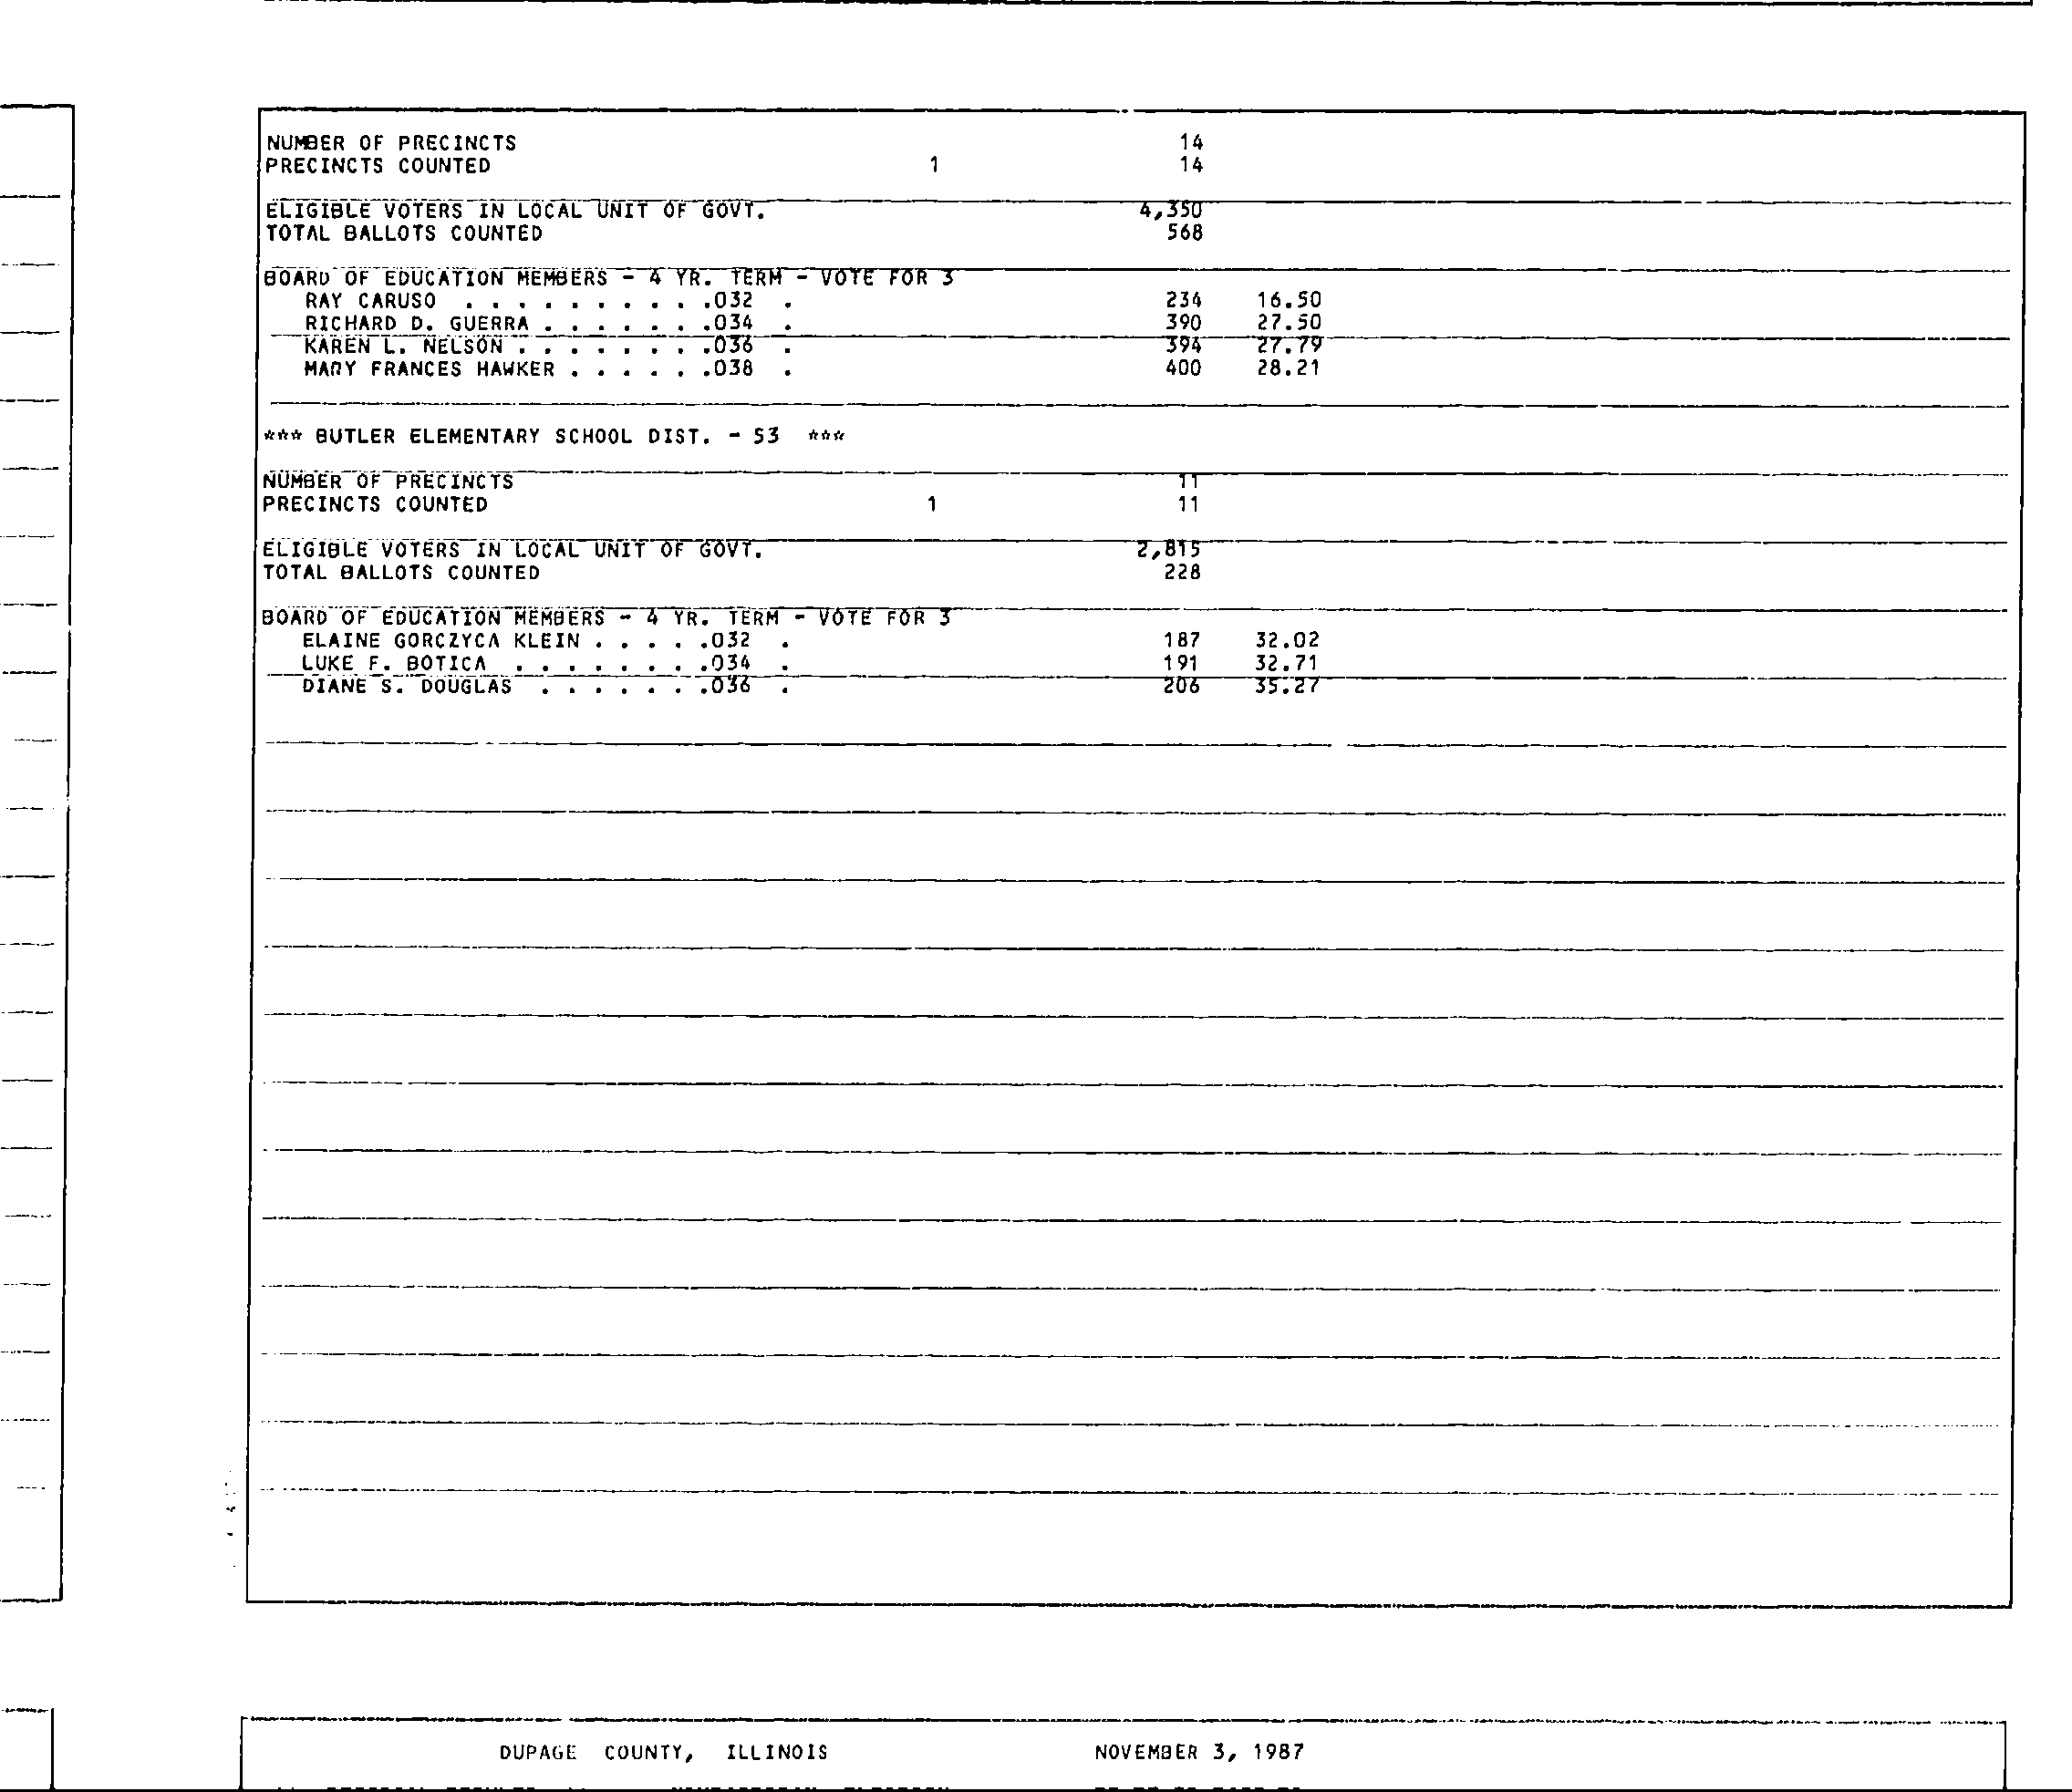 NUMBER OF PRECINCTS 14
PRECINCTS COUNTED 1 14
ELIGIBLE VOTERS IN LOCAL UNIT OF GOVT. 4,350
TOTAL BALLOTS COUNTED 568
BOARD OF EDUCATION MEMBERS - 4 YR. TERM - VOTE FOR 3
RAY CARUSO . . . . . . . . . .032 . 234 16.50
RICHARD D. GUERRA . . . . . . .034 . 390 27.50
KAREN L. NELSON . . . . . . . .036 . 394 27.79
MARY FRANCES HAWKER . . . . . .038 . 400 28.21
*** BUTLER ELEMENTARY SCHOOL DIST. - 53 ***
NUMBER OF PRECINCTS 11
PRECINCTS COUNTED 1 11
ELIGIBLE VOTERS IN LOCAL UNIT OF GOVT. 2,815
TOTAL BALLOTS COUNTED 228
BOARD OF EDUCATION MEMBERS - 4 YR. TERM - VOTE FOR 3
ELAINE GORCZYCA KLEIN . . . . .032 . 187 32.02
LUKE F. BOTICA . . . . . . . .034 . 191 32.71
DIANE S. DOUGLAS . . . . . . .036 . 206 35.27
DUPAGE COUNTY, ILLINOIS NOVEMBER 3, 1987